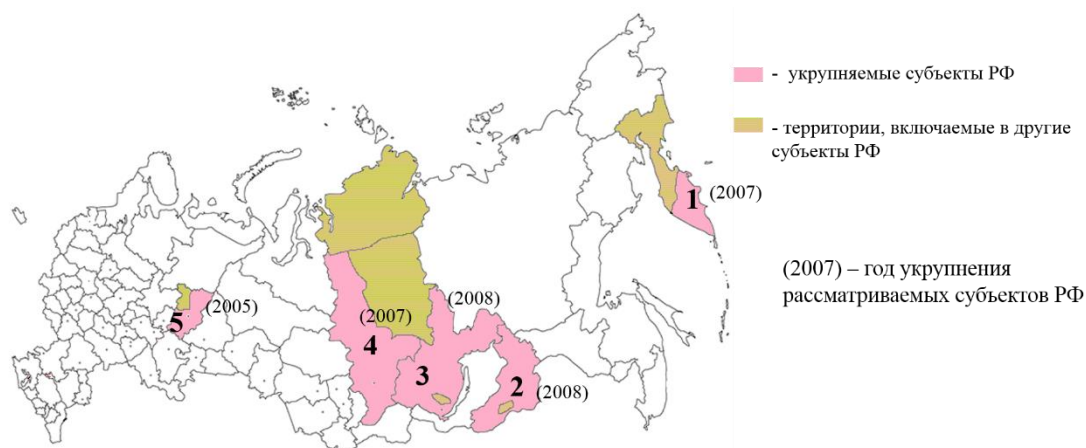 - укрупняемые субъекты РФ
- территории, включаемые в другие
субъекты РФ
1
(2007)
(2007) – год укрупнения
рассматриваемых субъектов РФ
(2008)
(2005)
5
(2007)
4
3
2
(2008)